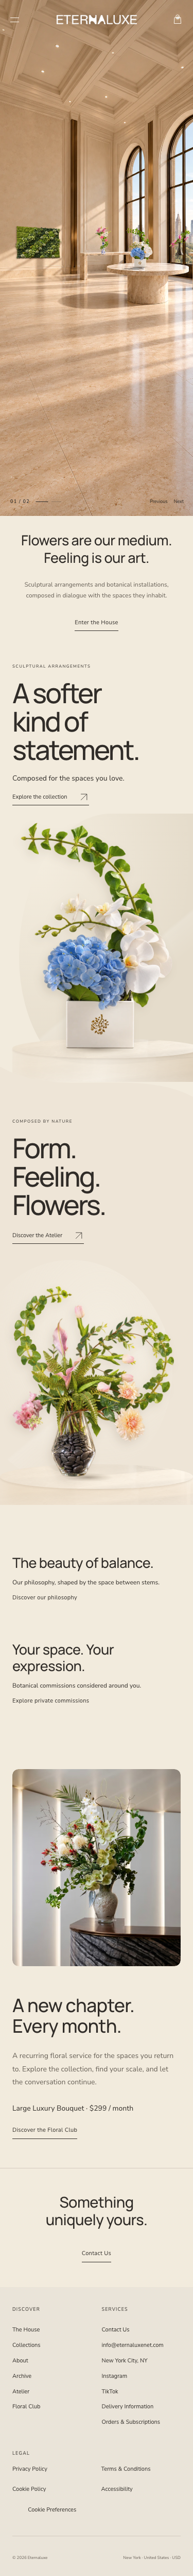 ETERNALUXE
01 / 02
Previous Next
Flowers are our medium.
Feeling is our art.
Sculptural arrangements and botanical installations,
composed in dialogue with the spaces they inhabit.
Enter the House
SCULPTURAL ARRANGEMENTS
A softer
kind of
statement.
Composed for the spaces you love.
Explore the collection
COMPOSED BY NATURE
Form.
Feeling.
Flowers.
Discover the Atelier
The beauty of balance.
Our philosophy, shaped by the space between stems.
Discover our philosophy
Your space. Your
expression.
Botanical commissions considered around you.
Explore private commissions
A new chapter.
Every month.
A recurring floral service for the spaces you return
to. Explore the collection, find your scale, and let
the conversation continue.
Large Luxury Bouquet · $299 / month
Discover the Floral Club
Something
uniquely yours.
Contact Us
DISCOVER
The House
Collections
About
Archive
Atelier
Floral Club
SERVICES
Contact Us
info@eternaluxenet.com
New York City, NY
Instagram
TikTok
Delivery Information
Orders & Subscriptions
LEGAL
Privacy Policy
Terms & Conditions
Cookie Policy
Accessibility
Cookie Preferences
© 2026 Eternaluxe
New York · United States · USD